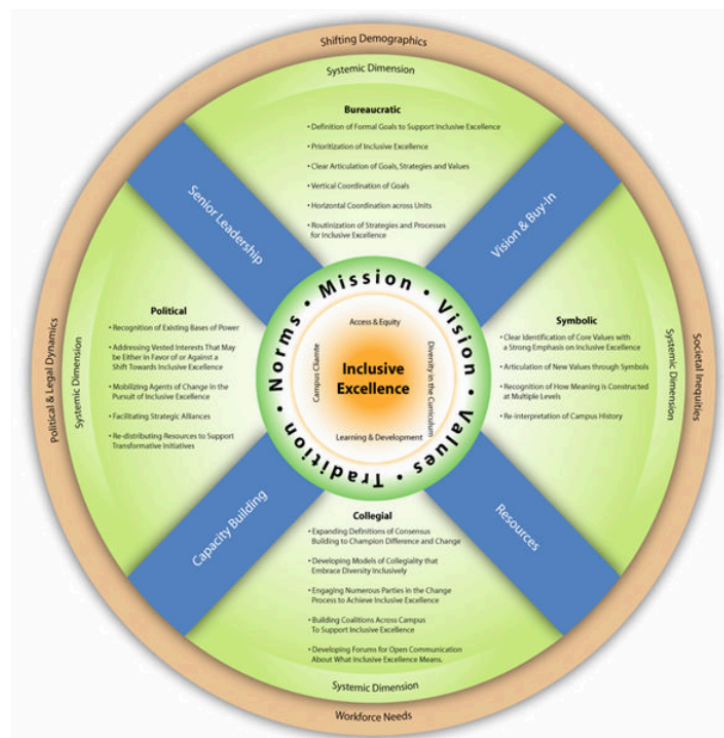 Shifting Demographics
Systemic Dimension
Bureaucratic
• Definition of Formal Goals to Support Inclusive Excellence
• Prioritization of Inclusive Excellence
• Clear Articulation of Goals, Strategies and Values
• Vertical Coordination of Goals
• Horizontal Coordination across Units
• Routinization of Strategies and Processes
for Inclusive Excellence
Senior Leadership
Vision & Buy-In
Political & Legal Dynamics
Systemic Dimension
Political
• Recognition of Existing Bases of Power
• Addressing Vested Interests That May
be Either in Favor of or Against a
Shift Towards Inclusive Excellence
• Mobilizing Agents of Change in the
Pursuit of Inclusive Excellence
• Facilitating Strategic Alliances
• Re-distributing Resources to Support
Transformative Initiatives
Norms • Mission • Vision • Values • Tradition •
Access & Equity
Campus Cliamte
Inclusive
Excellence
Diversity in the Curriculum
Learning & Development
Symbolic
• Clear Identification of Core Values with
a Strong Emphasis on Inclusive Excellence
• Articulation of New Values through Symbols
• Recognition of How Meaning is Constructed
at Multiple Levels
• Re-interpretation of Campus History
Systemic Dimension
Societal Inequities
Capacity Building
Resources
Collegial
• Expanding Definitions of Consensus
Building to Champion Difference and Change
• Developing Models of Collegiality that
Embrace Diversity Inclusively
• Engaging Numerous Parties in the Change
Process to Achieve Inclusive Excellence
• Building Coalitions Across Campus
To Support Inclusive Excellence
• Developing Forums for Open Communication
About What Inclusive Excellence Means.
Systemic Dimension
Workforce Needs